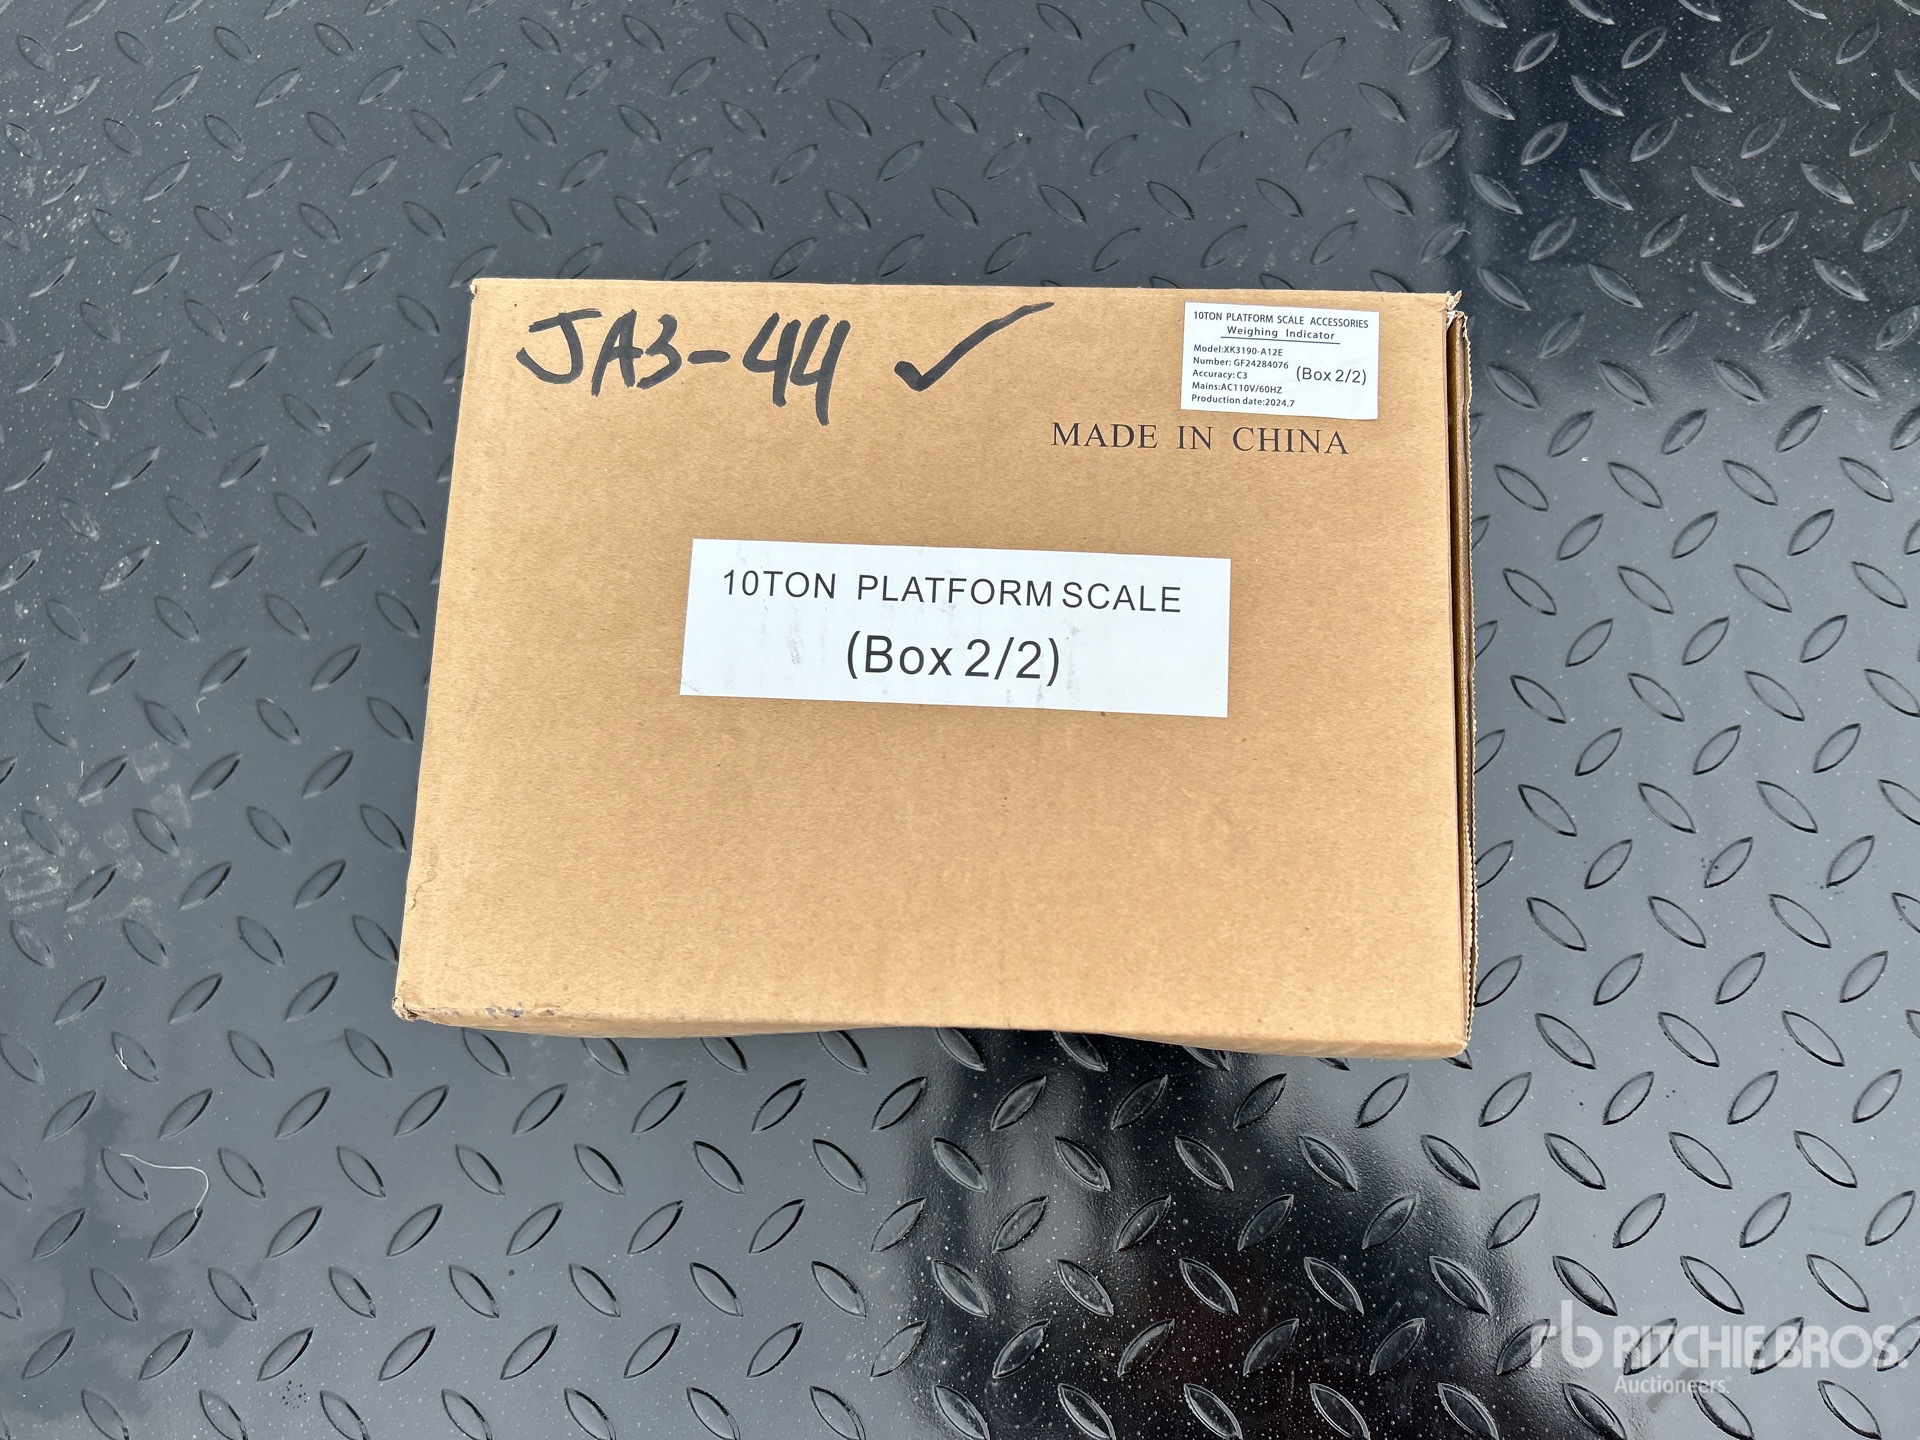 JA3-44 ✓
10TON PLATFORM SCALE ACCESSORIES
Weighing Indicator
Model:XK3190-A12E
Number: GF24284076
(Box 2/2)
Accuracy: C3
Mains:AC110V/60HZ
Production date:2024.7
MADE IN CHINA
10TON PLATFORM SCALE
(Box 2/2)
rb RITCHIE BROS.
Auctioneers